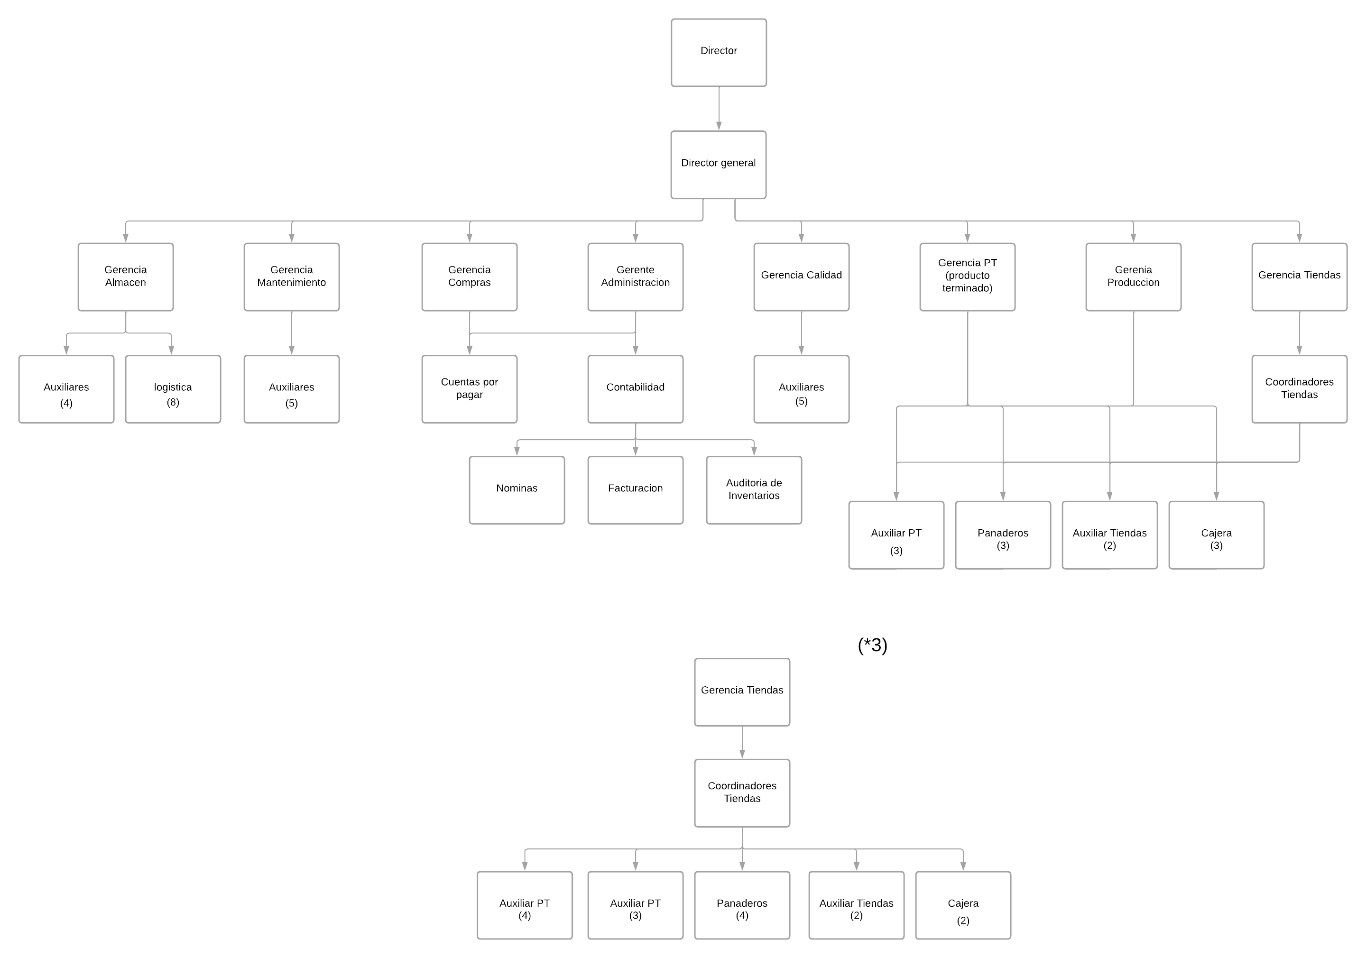 Director
Director general
Gerencia
Almacen
Gerencia
Mantenimiento
Gerencia
Compras
Gerente
Administracion
Gerencia Calidad
Gerencia PT
(producto
terminado)
Gerenia
Produccion
Gerencia Tiendas
Auxiliares
(4)
logistica
(8)
Auxiliares
(5)
Cuentas por
pagar
Contabilidad
Auxiliares
(5)
Coordinadores
Tiendas
Nominas
Facturacion
Auditoria de
Inventarios
Auxiliar PT
(3)
Panaderos
(3)
Auxiliar Tiendas
(2)
Cajera
(3)
(*3)
Gerencia Tiendas
Coordinadores
Tiendas
Auxiliar PT
(4)
Auxiliar PT
(3)
Panaderos
(4)
Auxiliar Tiendas
(2)
Cajera
(2)